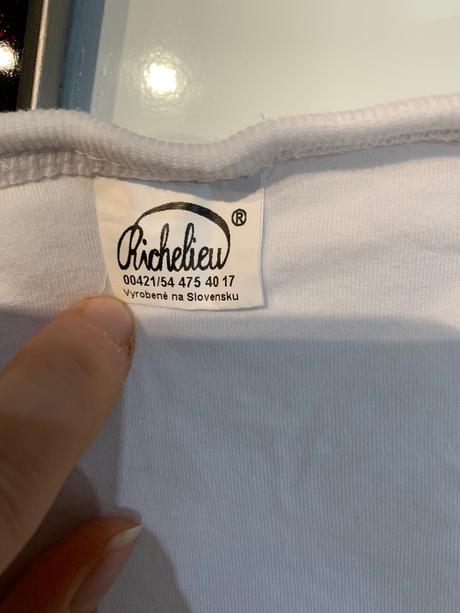 Richelieu ®
00421/54 475 40 17
Vyrobené na Slovensku